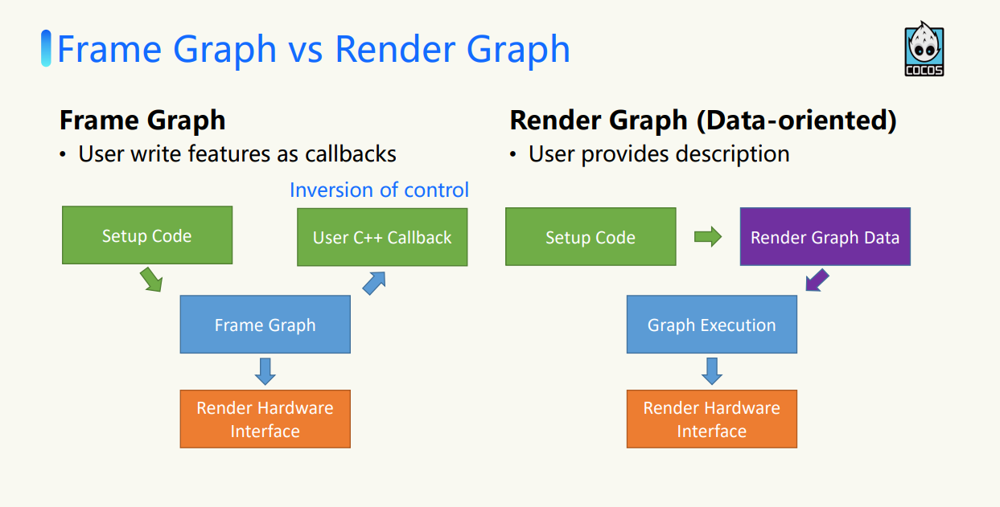 Frame Graph vs Render Graph
COCOS
Frame Graph
• User write features as callbacks
Inversion of control
Setup Code
User C++ Callback
Frame Graph
Render Hardware
Interface
Render Graph (Data-oriented)
• User provides description
Setup Code
Render Graph Data
Graph Execution
Render Hardware
Interface